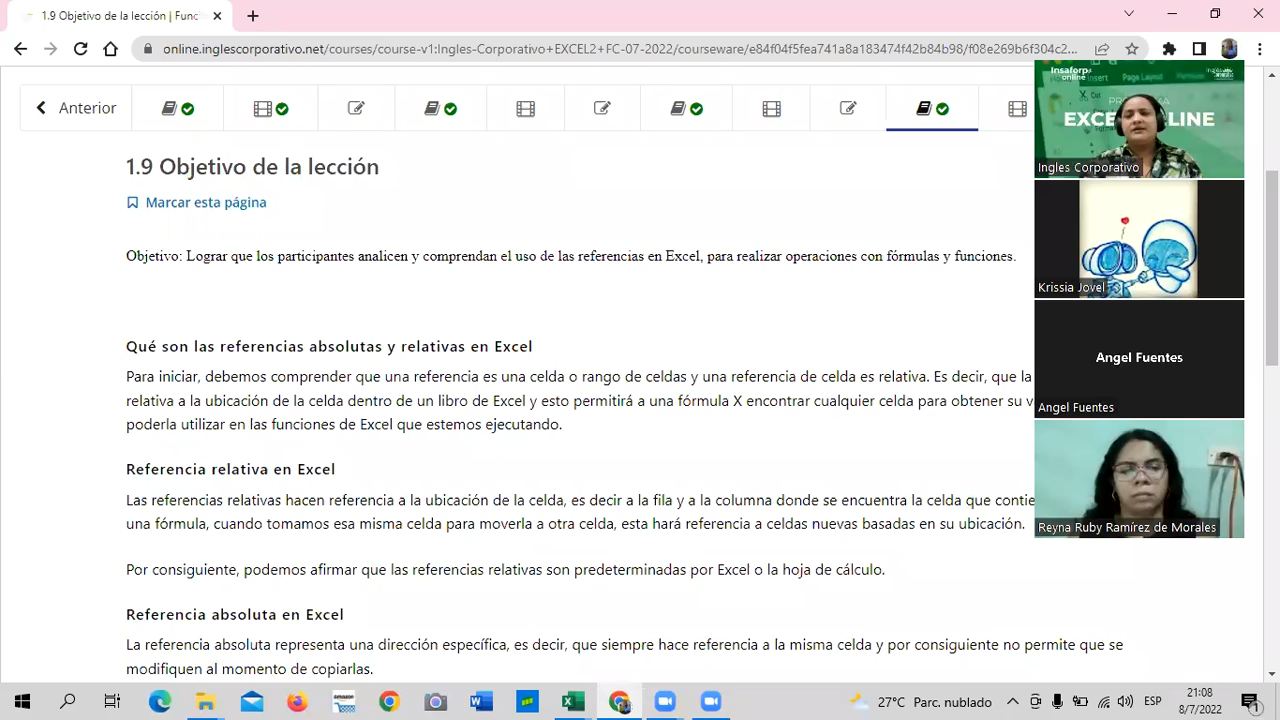 1.9 Objetivo de la lección | Func
online.inglescorporativo.net/courses/course-v1:Ingles-Corporativo+EXCEL2+FC-07-2022/courseware/e84f04f5fea741a8a183474f42b84b98/f08e269b6f304c2...
Anterior
1.9 Objetivo de la lección
Marcar esta página
Objetivo: Lograr que los participantes analicen y comprendan el uso de las referencias en Excel, para realizar operaciones con fórmulas y funciones.
Qué son las referencias absolutas y relativas en Excel
Para iniciar, debemos comprender que una referencia es una celda o rango de celdas y una referencia de celda es relativa. Es decir, que la
relativa a la ubicación de la celda dentro de un libro de Excel y esto permitirá a una fórmula X encontrar cualquier celda para obtener su v
poderla utilizar en las funciones de Excel que estemos ejecutando.
Referencia relativa en Excel
Las referencias relativas hacen referencia a la ubicación de la celda, es decir a la fila y a la columna donde se encuentra la celda que contie
una fórmula, cuando tomamos esa misma celda para moverla a otra celda, esta hará referencia a celdas nuevas basadas en su ubicación.
Por consiguiente, podemos afirmar que las referencias relativas son predeterminadas por Excel o la hoja de cálculo.
Referencia absoluta en Excel
La referencia absoluta representa una dirección específica, es decir, que siempre hace referencia a la misma celda y por consiguiente no permite que se
modifiquen al momento de copiarlas.
Insaforp
online
Page Layout
Ingles Corporativo
Krissia Jovel
Angel Fuentes
Angel Fuentes
Reyna Ruby Ramírez de Morales
27°C Parc. nublado
ESP
21:08
8/7/2022